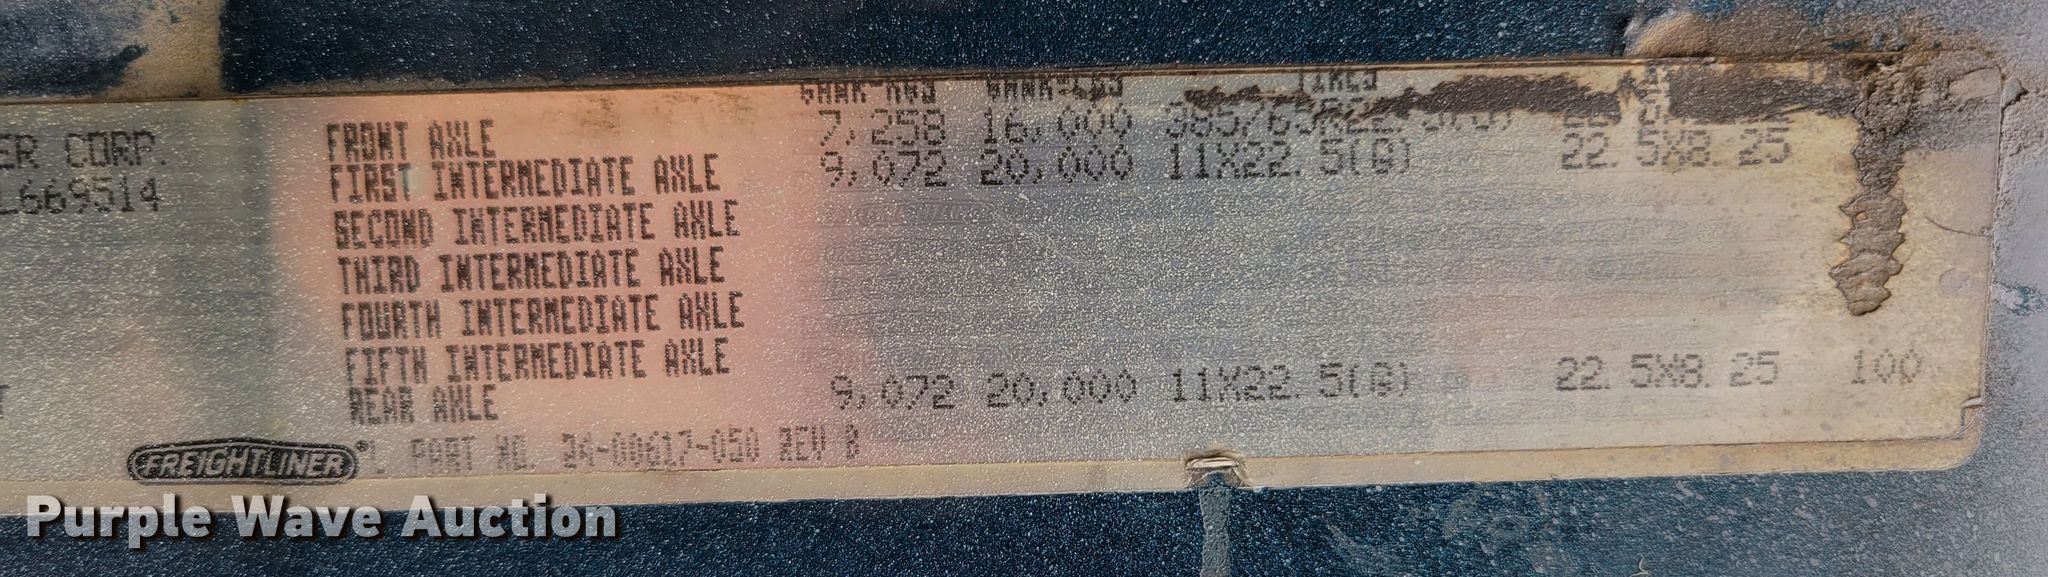 ER CORP.
L669514
GAWR-KGS GAWR-LBS TIRES
FRONT AXLE 7,258 16,000 385/65R22.5(J)
FIRST INTERMEDIATE AXLE 9,072 20,000 11X22.5(G) 22.5X8.25
SECOND INTERMEDIATE AXLE
THIRD INTERMEDIATE AXLE
FOURTH INTERMEDIATE AXLE
FIFTH INTERMEDIATE AXLE
REAR AXLE 9,072 20,000 11X22.5(G) 22.5X8.25 100
FREIGHTLINER PART NO. 24-00617-050 REV B
Purple Wave Auction